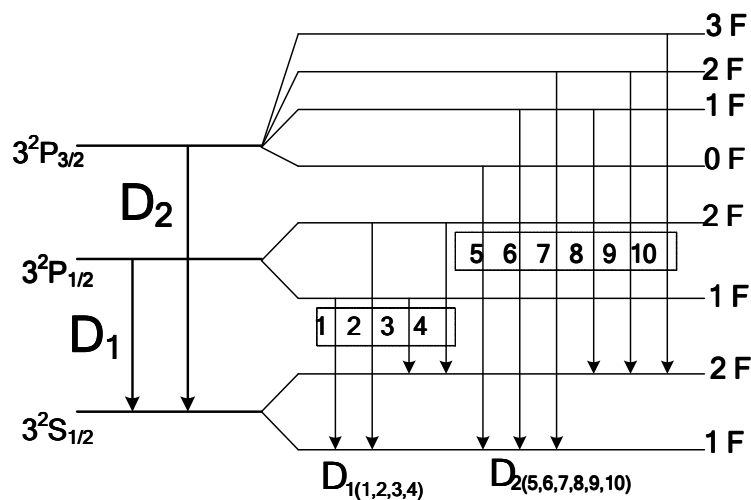 3 F
2 F
1 F
3²P₃/₂
0 F
D₂
2 F
5 6 7 8 9 10
3²P₁/₂
1 F
D₁
1 2 3 4
2 F
3²S₁/₂
1 F
D₁₍₁,₂,₃,₄₎
D₂₍₅,₆,₇,₈,₉,₁₀₎